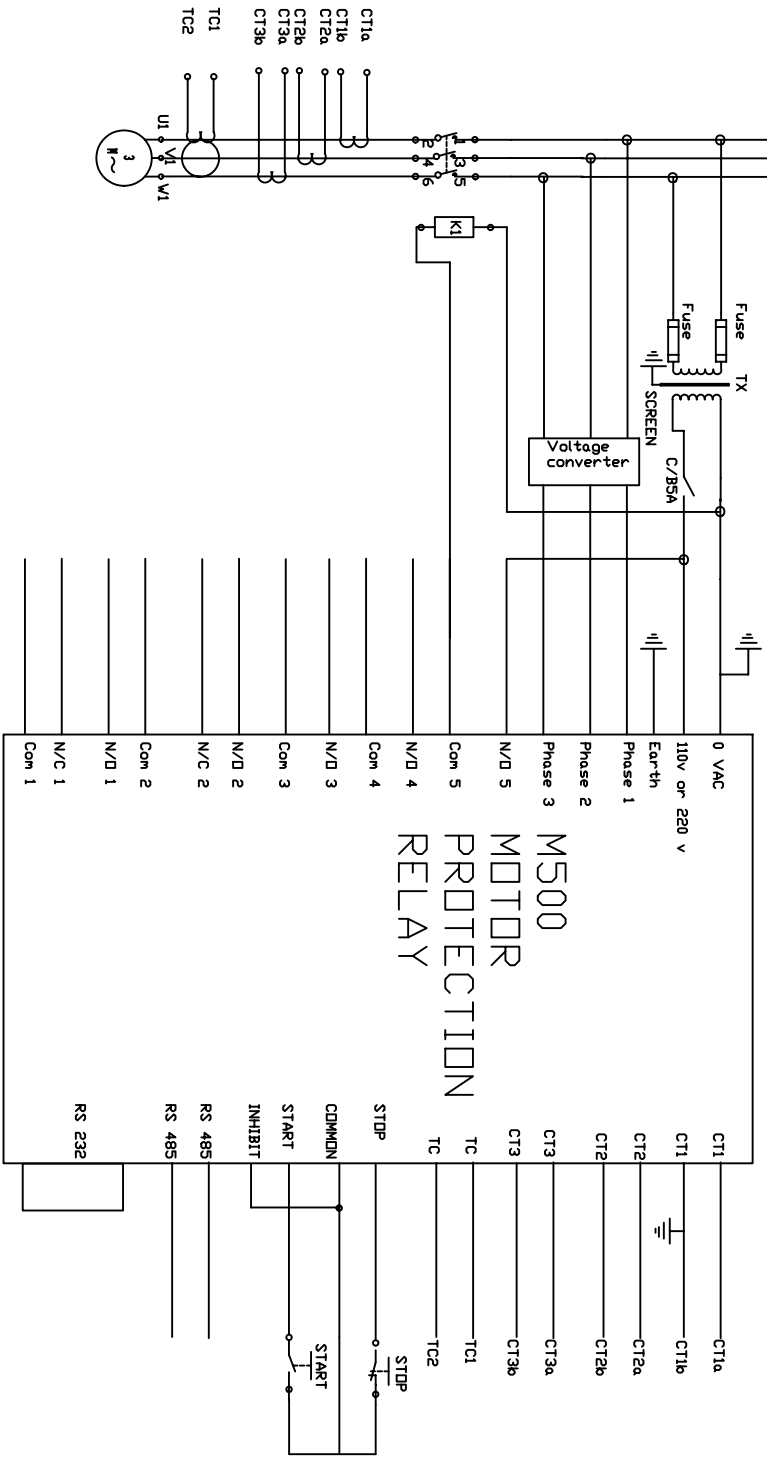 TC2
TC1
CT3b
CT3a
CT2b
CT2a
CT1b
CT1a
U1
V1
W1
3
M~
2
4
6
1
3
5
K1
Fuse
Fuse
TX
SCREEN
C/B5A
Voltage
converter
0 VAC
110v or 220 v
Earth
Phase 1
Phase 2
Phase 3
N/O 5
Com 5
N/O 4
Com 4
N/O 3
Com 3
N/O 2
N/C 2
Com 2
N/O 1
N/C 1
Com 1
M500
MOTOR
PROTECTION
RELAY
CT1
CT1
CT2
CT2
CT3
CT3
TC
TC
STOP
COMMON
START
INHIBIT
RS 485
RS 485
RS 232
CT1a
CT1b
CT2a
CT2b
CT3a
CT3b
TC1
TC2
STOP
START